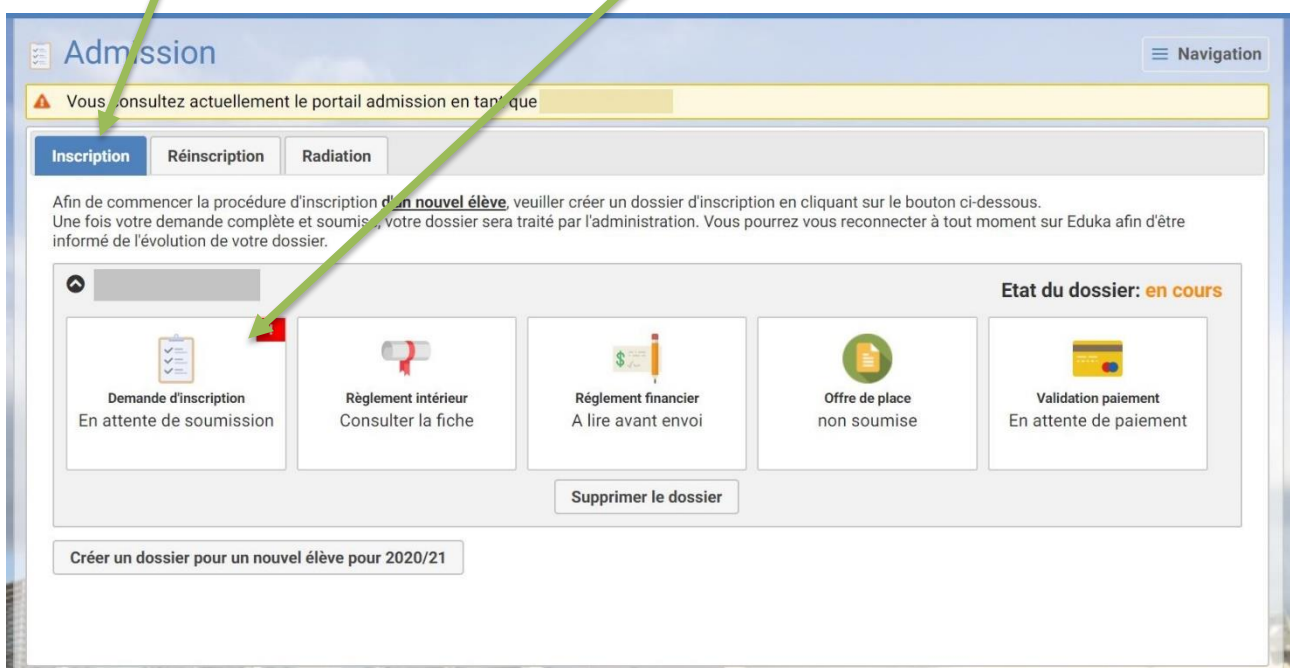 Admission
Navigation
Vous consultez actuellement le portail admission en tant que
Inscription
Réinscription
Radiation
Afin de commencer la procédure d'inscription d'un nouvel élève, veuiller créer un dossier d'inscription en cliquant sur le bouton ci-dessous.
Une fois votre demande complète et soumise, votre dossier sera traité par l'administration. Vous pourrez vous reconnecter à tout moment sur Eduka afin d'être
informé de l'évolution de votre dossier.
Etat du dossier: en cours
Demande d'inscription
En attente de soumission
Règlement intérieur
Consulter la fiche
Réglement financier
A lire avant envoi
Offre de place
non soumise
Validation paiement
En attente de paiement
Supprimer le dossier
Créer un dossier pour un nouvel élève pour 2020/21